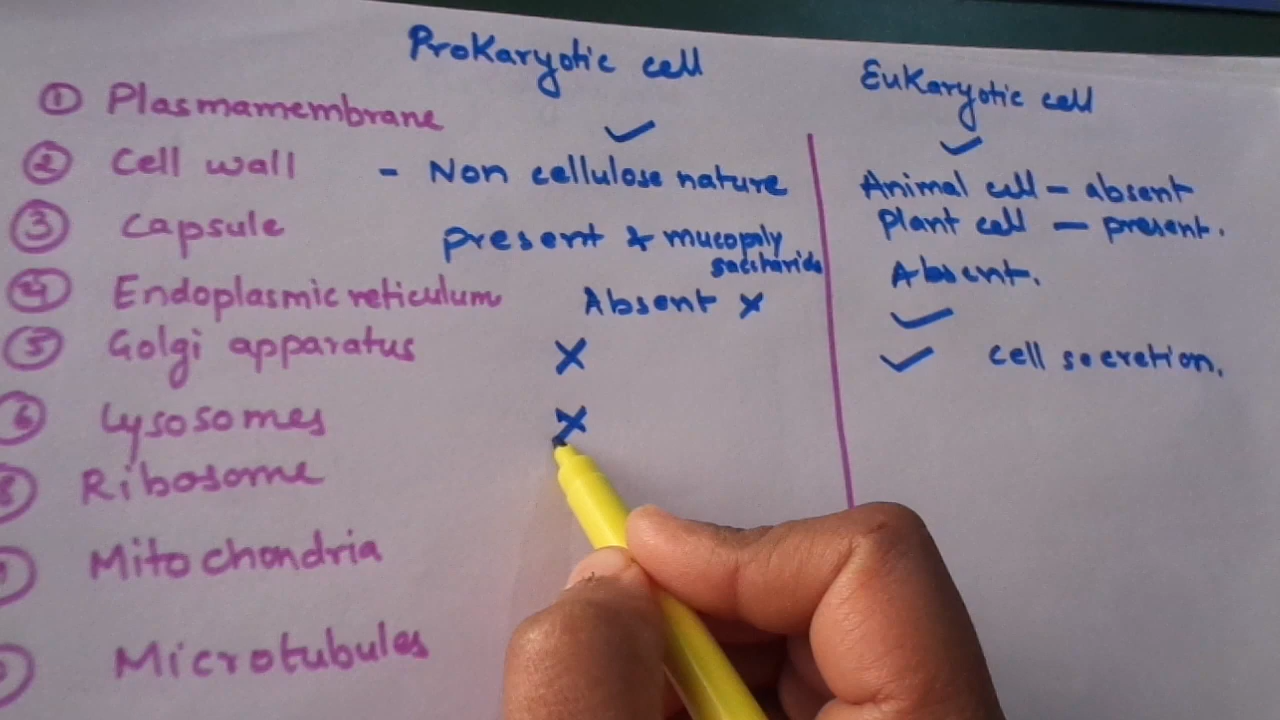 Prokaryotic cell
Eukaryotic cell
① Plasmamembrane ✓ ✓
② Cell wall - Non cellulose nature
Animal cell - absent
Plant cell - present.
③ Capsule present & mucopoly
saccharide
Absent.
④ Endoplasmic reticulum Absent × ✓
⑤ Golgi apparatus × ✓ cell secretion.
⑥ Lysosomes ×
Ribosome
Mitochondria
Microtubules